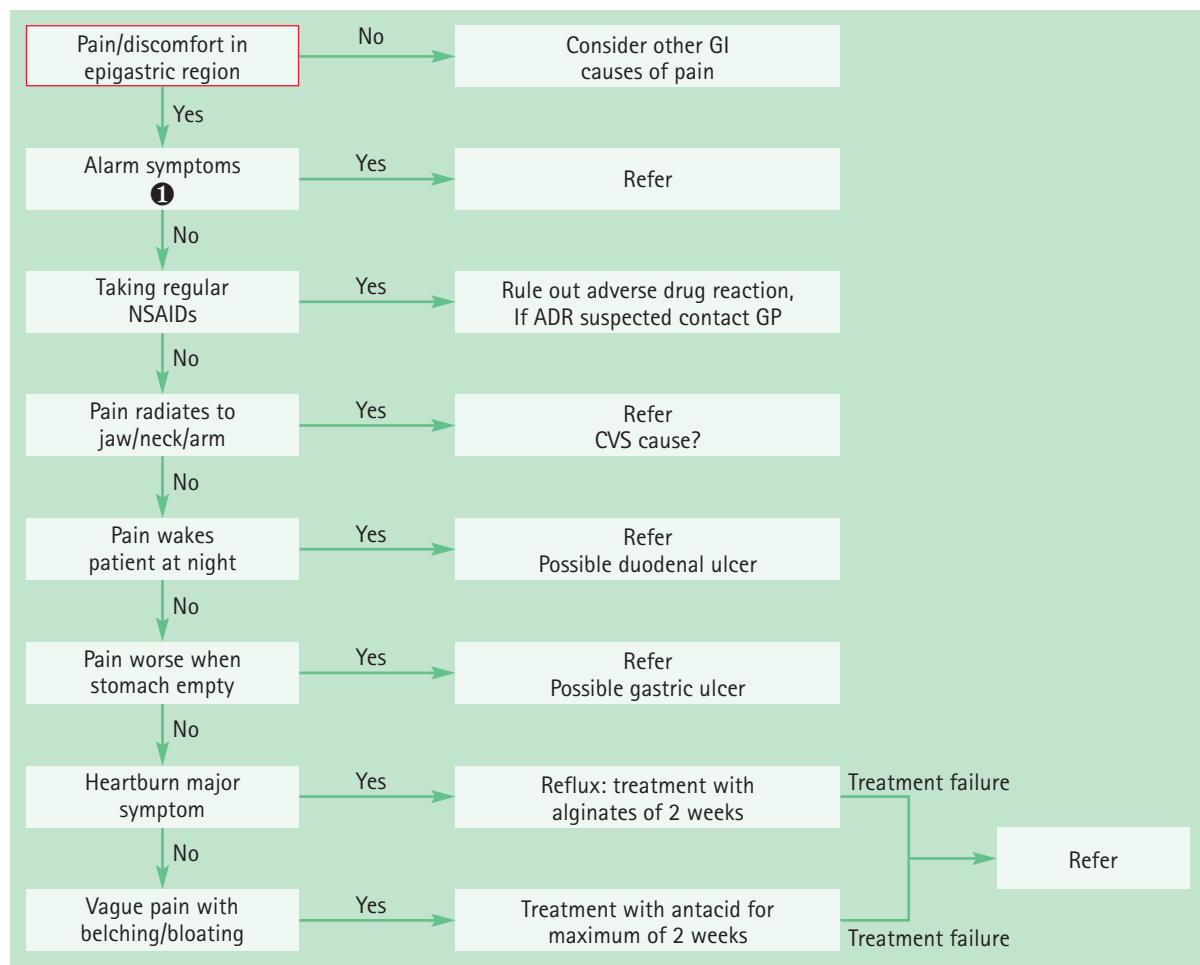 Pain/discomfort in
epigastric region
No
Consider other GI
causes of pain
Yes
Alarm symptoms
❶
Yes
Refer
No
Taking regular
NSAIDs
Yes
Rule out adverse drug reaction,
If ADR suspected contact GP
No
Pain radiates to
jaw/neck/arm
Yes
Refer
CVS cause?
No
Pain wakes
patient at night
Yes
Refer
Possible duodenal ulcer
No
Pain worse when
stomach empty
Yes
Refer
Possible gastric ulcer
No
Heartburn major
symptom
Yes
Reflux: treatment with
alginates of 2 weeks
Treatment failure
Refer
No
Vague pain with
belching/bloating
Yes
Treatment with antacid for
maximum of 2 weeks
Treatment failure